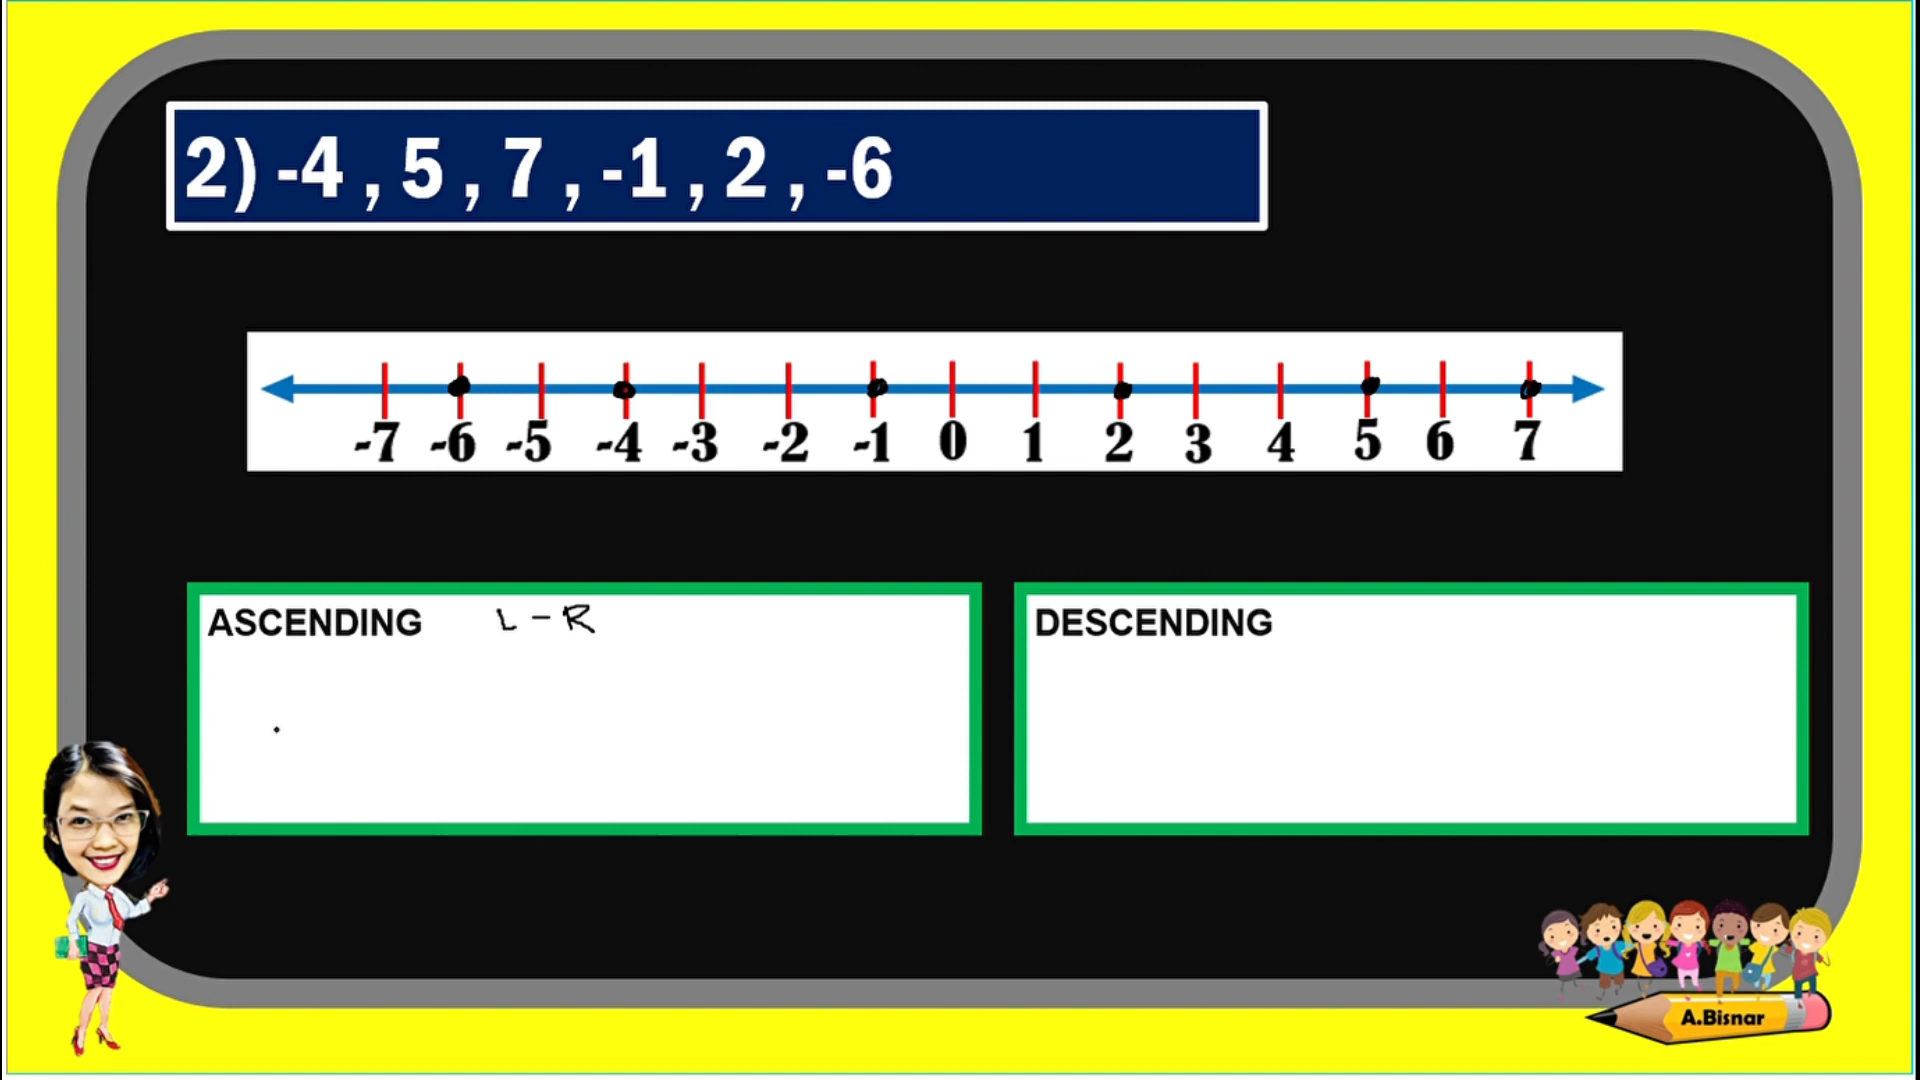 2) -4 , 5 , 7 , -1 , 2 , -6
-7 -6 -5 -4 -3 -2 -1 0 1 2 3 4 5 6 7
ASCENDING L - R
DESCENDING
A.Bisnar